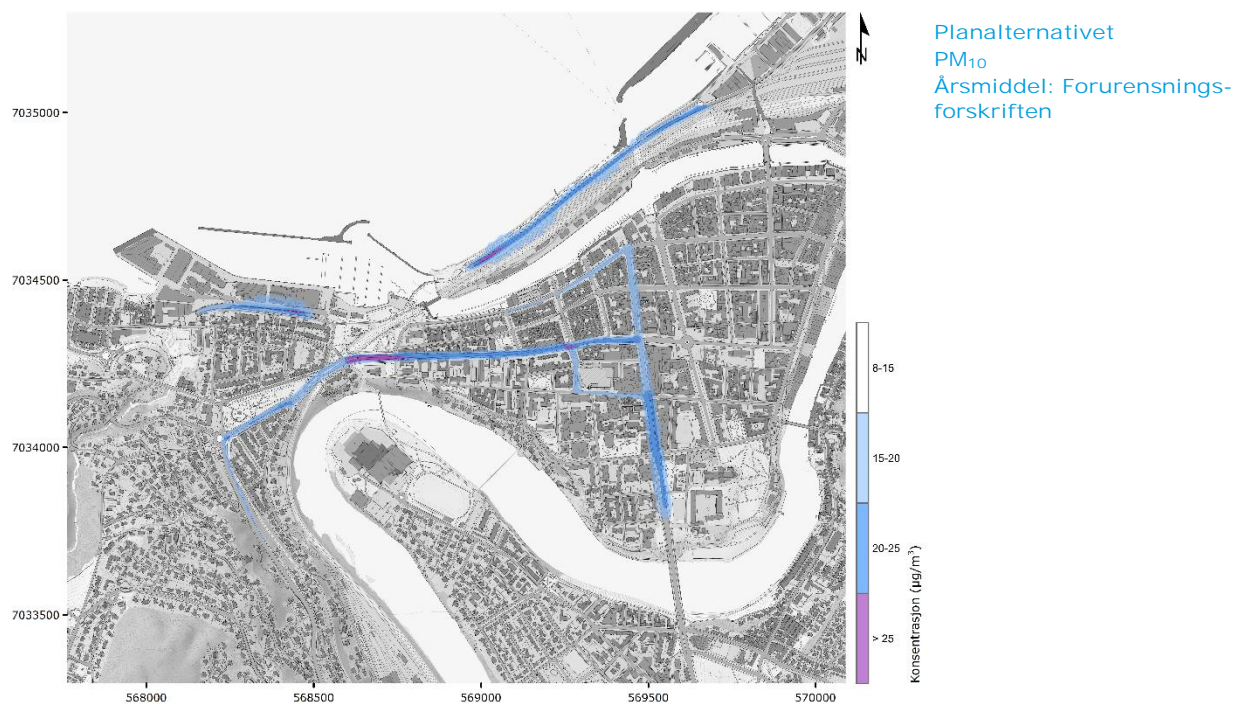 Planalternativet
PM₁₀
Årsmiddel: Forurensnings-
forskriften
N
7035000
7034500
7034000
7033500
568000
568500
569000
569500
570000
8-15
15-20
20-25
> 25
Konsentrasjon (µg/m³)